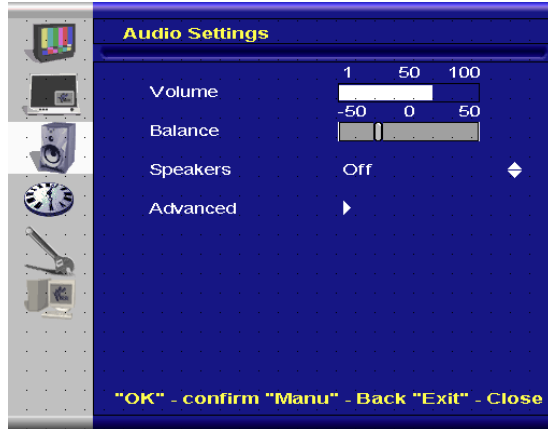 Audio Settings
1 50 100
Volume
-50 0 50
Balance
Speakers Off
Advanced
"OK" - confirm "Manu" - Back "Exit" - Close